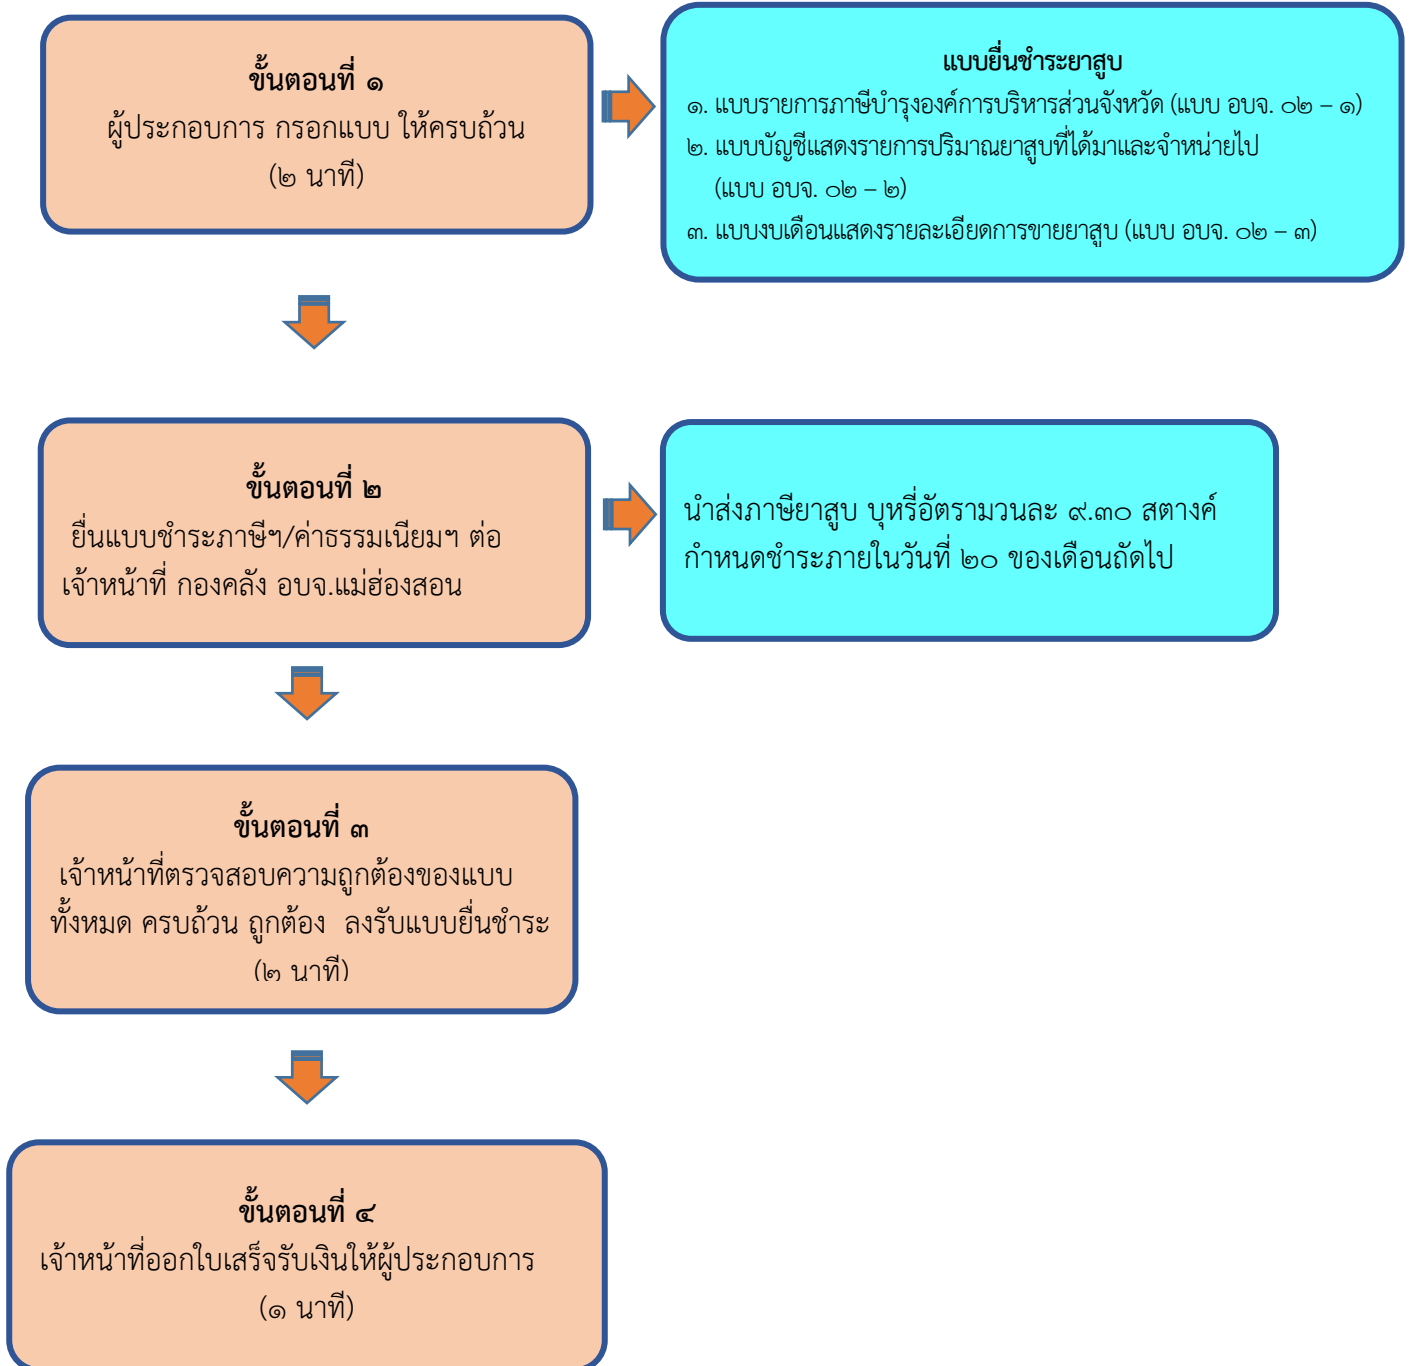 ขั้นตอนที่ ๑
ผู้ประกอบการ กรอกแบบ ให้ครบถ้วน
(๒ นาที)
แบบยื่นชำระยาสูบ
๑. แบบรายการภาษีบำรุงองค์การบริหารส่วนจังหวัด (แบบ อบจ. ๐๒ – ๑)
๒. แบบบัญชีแสดงรายการปริมาณยาสูบที่ได้มาและจำหน่ายไป
(แบบ อบจ. ๐๒ – ๒)
๓. แบบงบเดือนแสดงรายละเอียดการขายยาสูบ (แบบ อบจ. ๐๒ – ๓)
ขั้นตอนที่ ๒
ยื่นแบบชำระภาษีฯ/ค่าธรรมเนียมฯ ต่อ
เจ้าหน้าที่ กองคลัง อบจ.แม่ฮ่องสอน
นำส่งภาษียาสูบ บุหรี่อัตรามวนละ ๙.๓๐ สตางค์
กำหนดชำระภายในวันที่ ๒๐ ของเดือนถัดไป
ขั้นตอนที่ ๓
เจ้าหน้าที่ตรวจสอบความถูกต้องของแบบ
ทั้งหมด ครบถ้วน ถูกต้อง  ลงรับแบบยื่นชำระ
(๒ นาที)
ขั้นตอนที่ ๔
เจ้าหน้าที่ออกใบเสร็จรับเงินให้ผู้ประกอบการ
(๑ นาที)